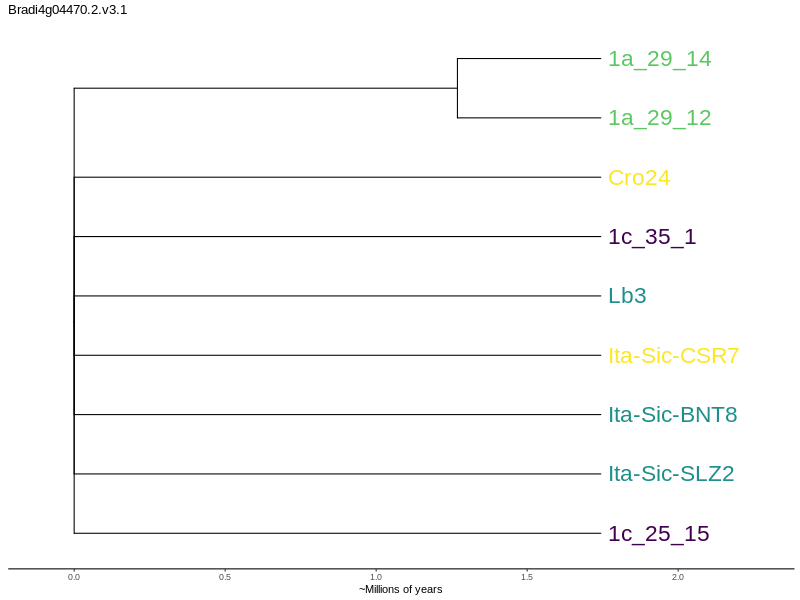 Bradi4g04470.2.v3.1
1a_29_14
1a_29_12
Cro24
1c_35_1
Lb3
Ita-Sic-CSR7
Ita-Sic-BNT8
Ita-Sic-SLZ2
1c_25_15
0.0 0.5 1.0 1.5 2.0
~Millions of years